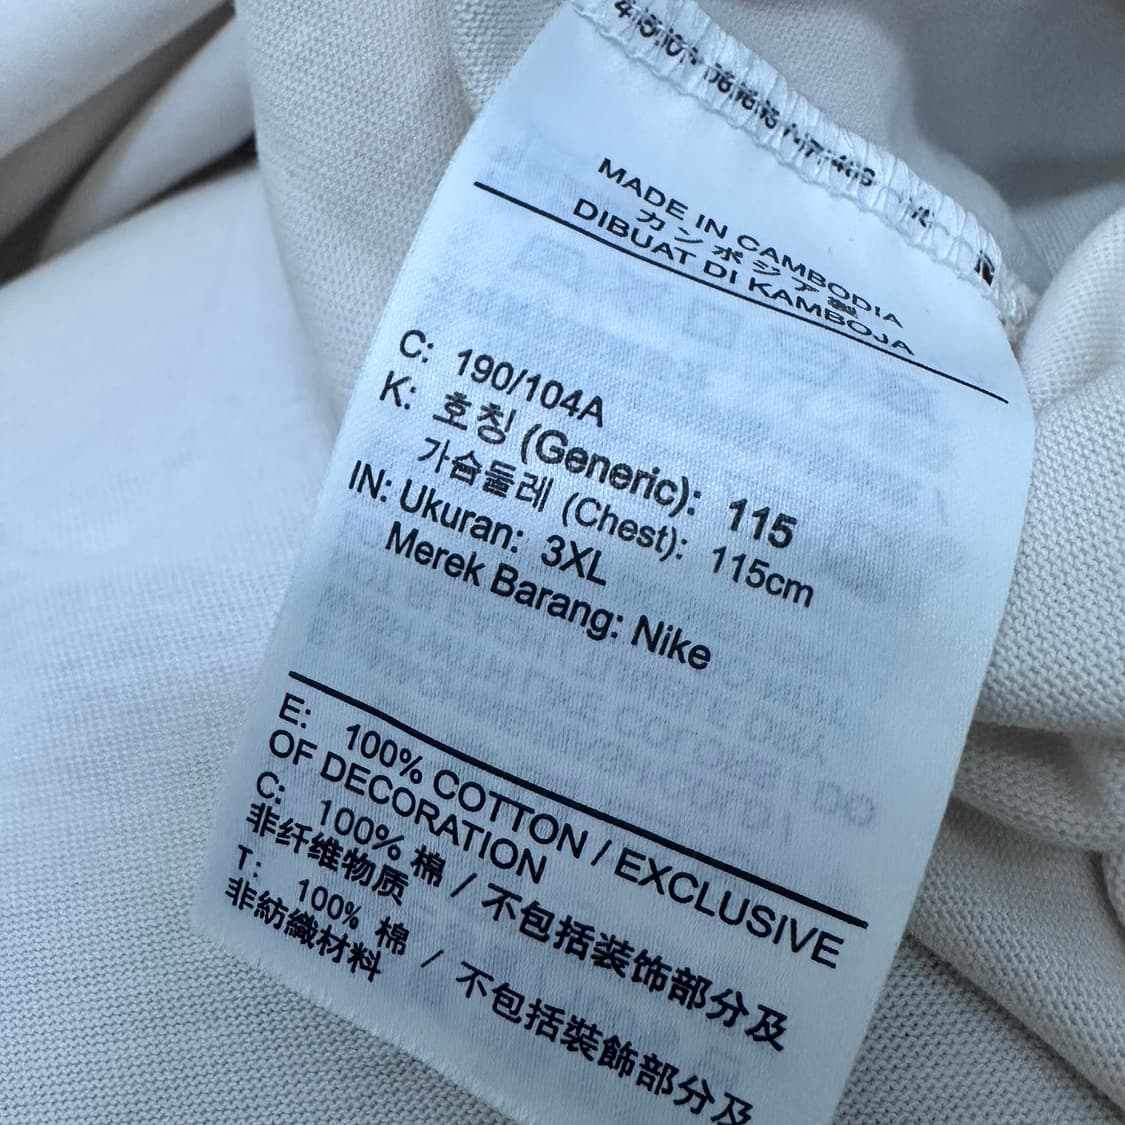 MADE IN CAMBODIA
カンボジア製
DIBUAT DI KAMBOJA
C: 190/104A
K: 호칭 (Generic): 115
가슴둘레 (Chest): 115cm
IN: Ukuran: 3XL
Merek Barang: Nike
E: 100% COTTON / EXCLUSIVE
OF DECORATION
C: 100% 棉 / 不包括装饰部分及
非纤维物质
T: 100% 棉 / 不包括裝飾部分及
非紡織材料